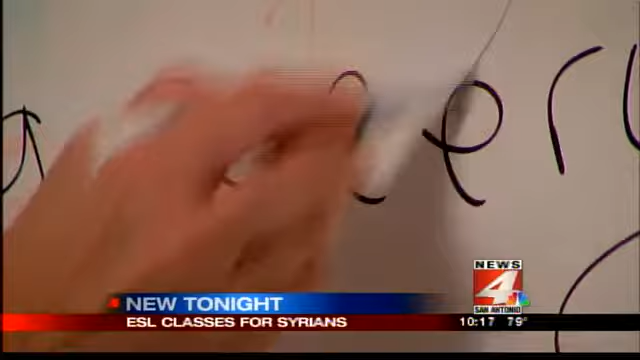 NEW TONIGHT
ESL CLASSES FOR SYRIANS
NEWS
4
SAN ANTONIO
10:17 79°